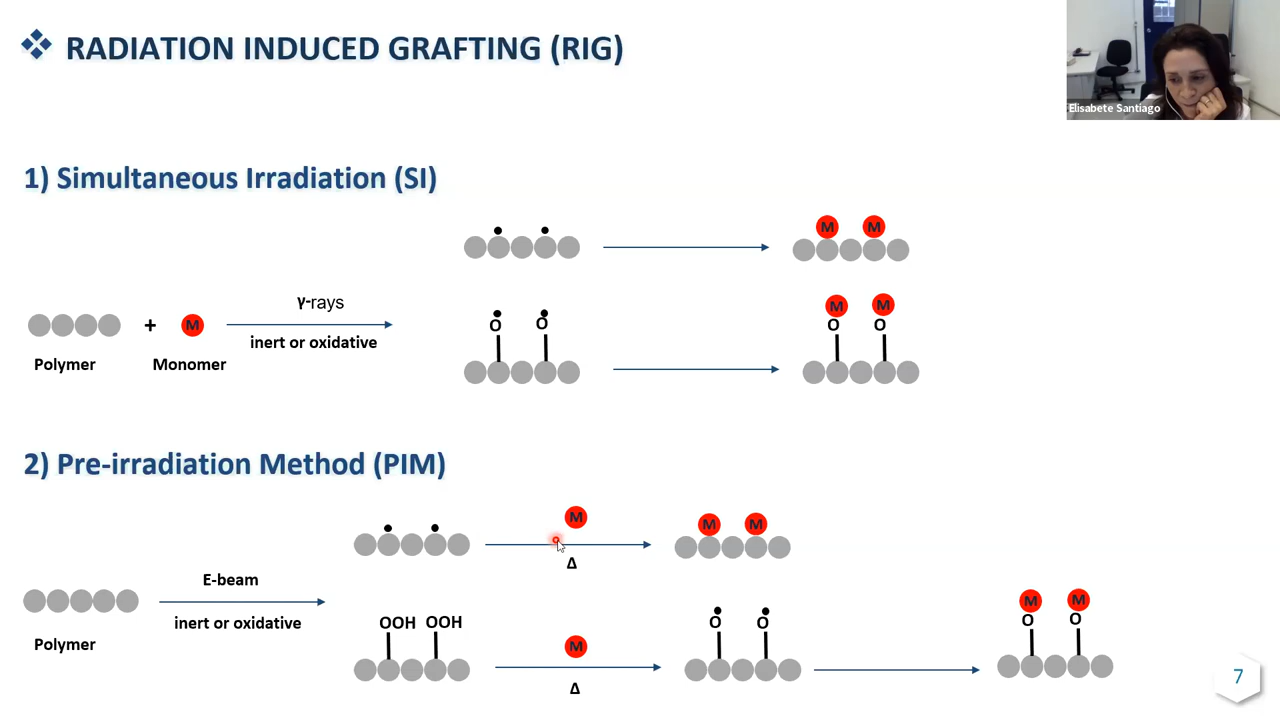 ❖ RADIATION INDUCED GRAFTING (RIG)
Elisabete Santiago
1) Simultaneous Irradiation (SI)
M M
γ-rays
M
inert or oxidative
Polymer + Monomer
O O
M M
O O
2) Pre-irradiation Method (PIM)
M
Δ
M M
E-beam
inert or oxidative
Polymer
OOH OOH
M
Δ
O O
M M
O O
7